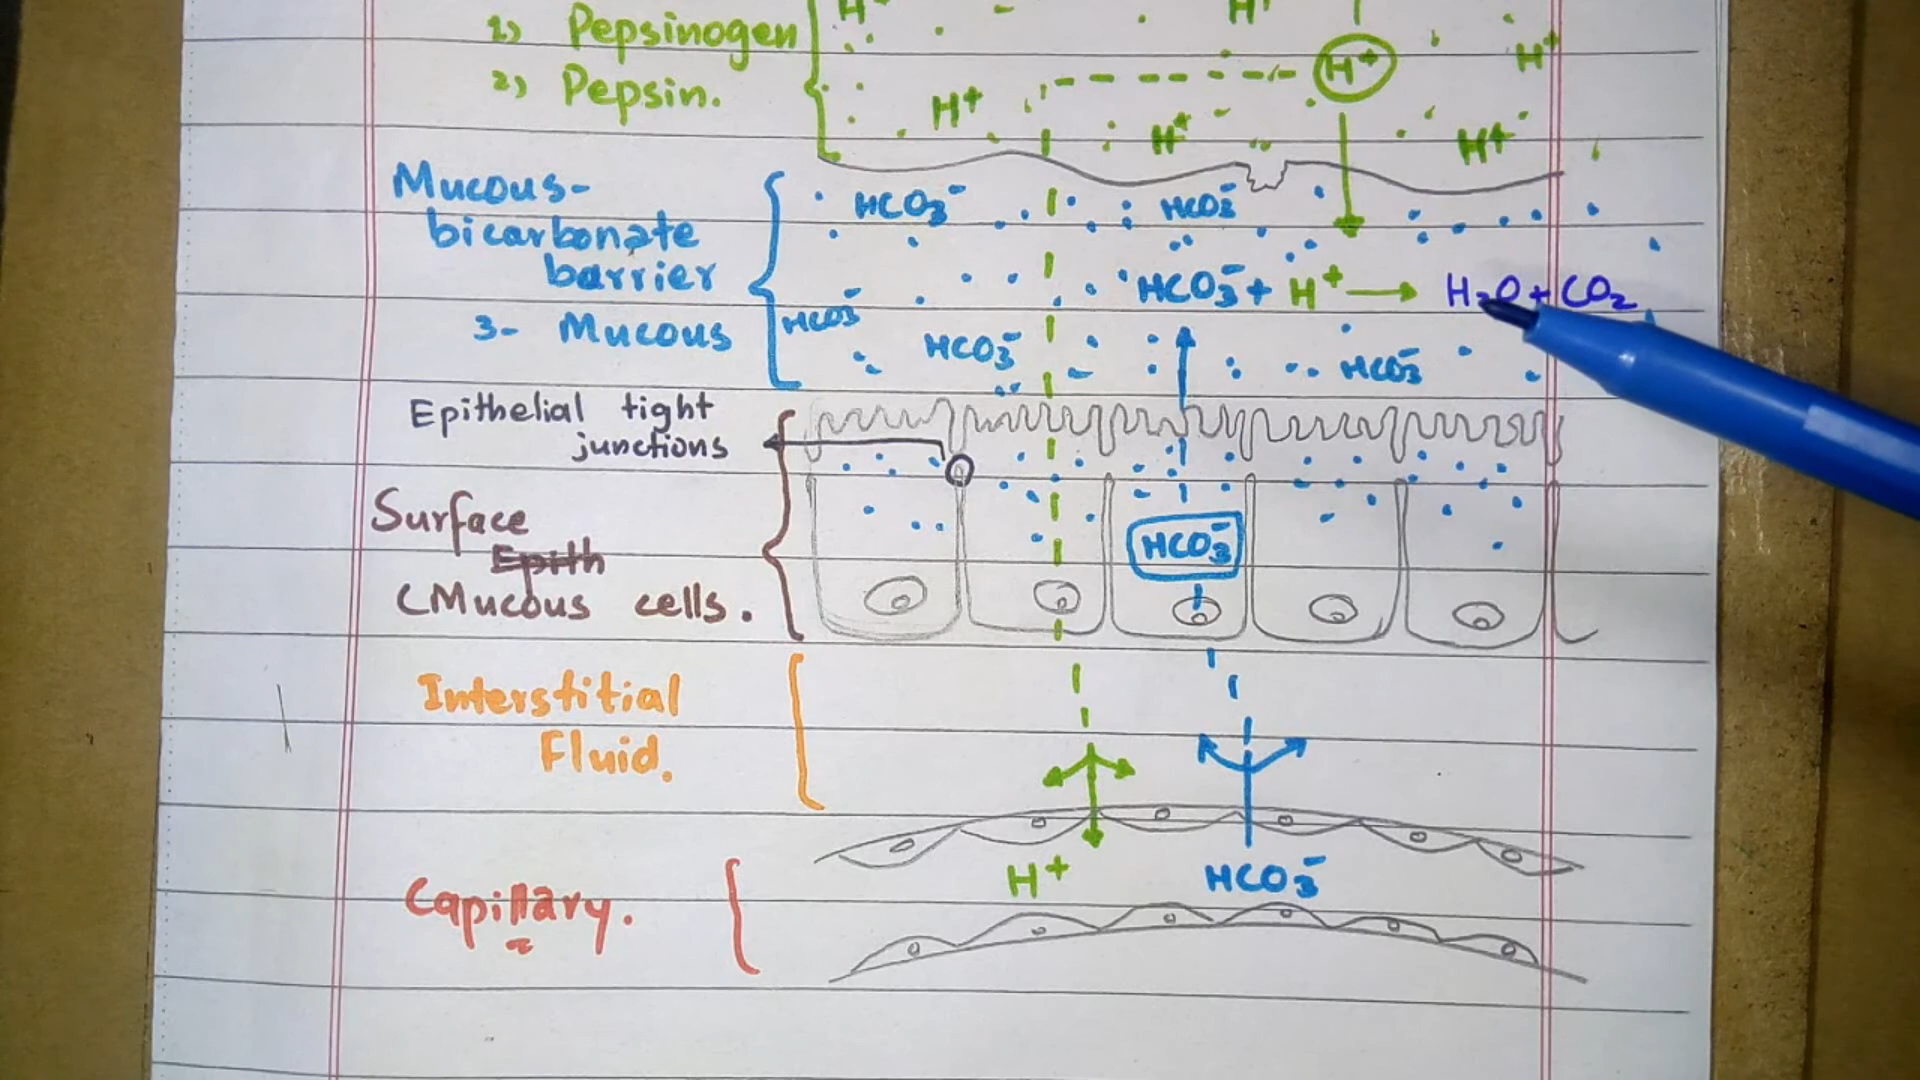 1) Pepsinogen
2) Pepsin.
H+ H+ H+ H+
H+ H+ H+
Mucous-
bicarbonate
barrier
3- Mucous
HCO3- HCO3-
HCO3- + H+ → H2O + CO2
HCO3- HCO3- HCO3-
Epithelial tight
junctions
Surface
Epith
(Mucous cells.
HCO3-
Interstitial
Fluid.
Capillary.
H+ HCO3-